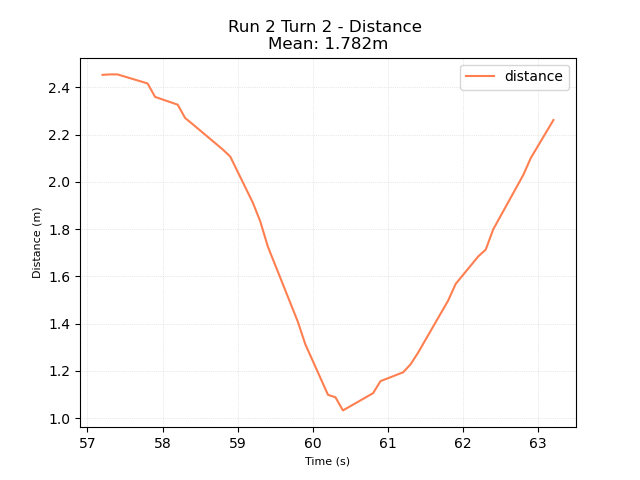 Run 2 Turn 2 - Distance
Mean: 1.782m
distance
2.4
2.2
2.0
1.8
1.6
1.4
1.2
1.0
Distance (m)
57 58 59 60 61 62 63
Time (s)